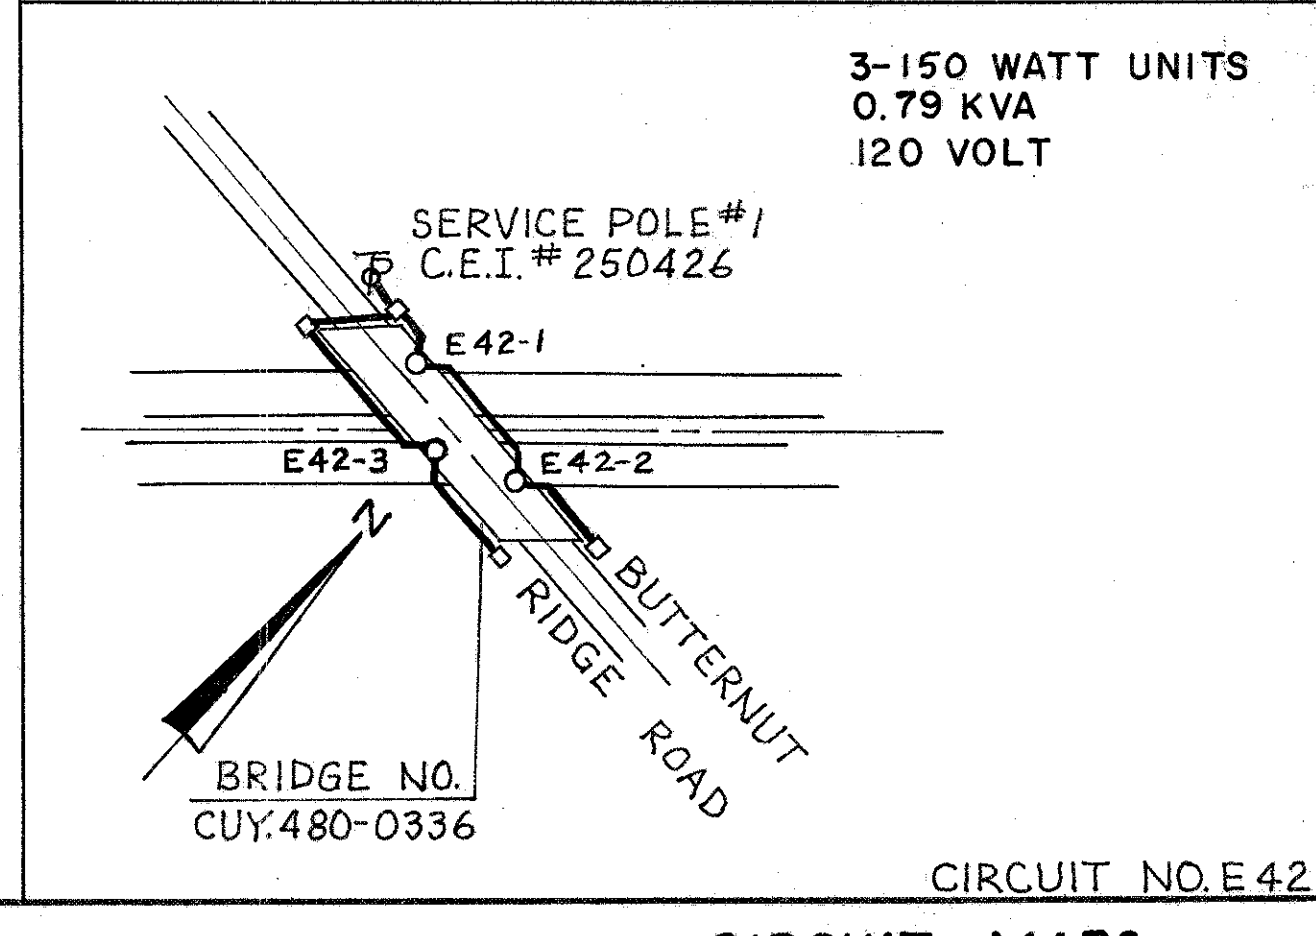 3-150 WATT UNITS
0.79 KVA
120 VOLT
SERVICE POLE #1
C.E.I. # 250426
E42-1
E42-3
E42-2
N
BUTTERNUT
RIDGE ROAD
BRIDGE NO.
CUY.480-0336
CIRCUIT NO. E42